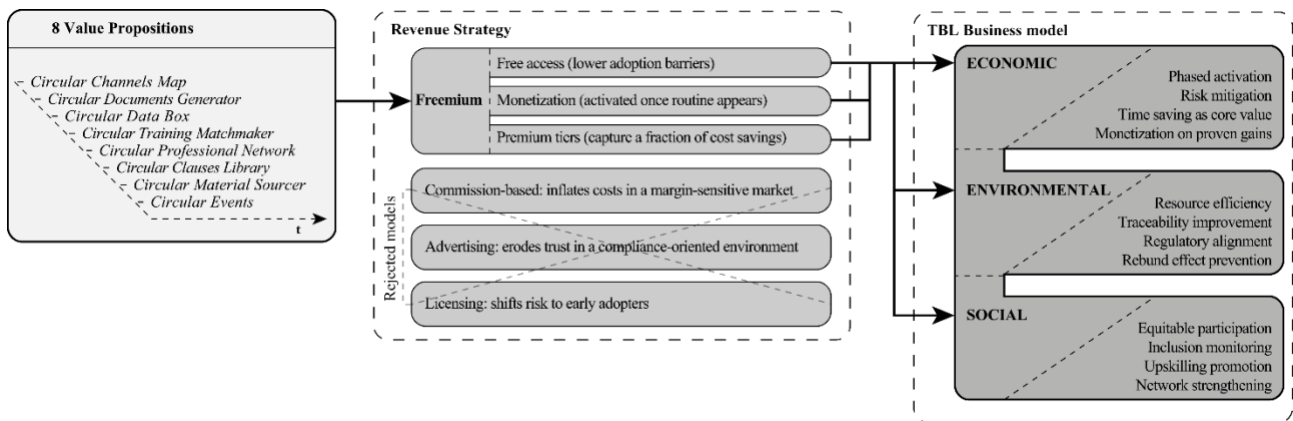 8 Value Propositions
Circular Channels Map
Circular Documents Generator
Circular Data Box
Circular Training Matchmaker
Circular Professional Network
Circular Clauses Library
Circular Material Sourcer
Circular Events
t
Revenue Strategy
Freemium
Free access (lower adoption barriers)
Monetization (activated once routine appears)
Premium tiers (capture a fraction of cost savings)
Rejected models
Commission-based: inflates costs in a margin-sensitive market
Advertising: erodes trust in a compliance-oriented environment
Licensing: shifts risk to early adopters
TBL Business model
ECONOMIC
Phased activation
Risk mitigation
Time saving as core value
Monetization on proven gains
ENVIRONMENTAL
Resource efficiency
Traceability improvement
Regulatory alignment
Rebund effect prevention
SOCIAL
Equitable participation
Inclusion monitoring
Upskilling promotion
Network strengthening